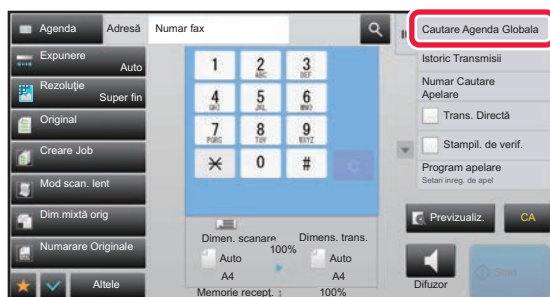 Agenda
Adresă
Numar fax
Expunere
Auto
Rezoluţie
Super fin
Original
Creare Job
Mod scan. lent
Dim.mixtă orig
Numarare Originale
Altele
1
2
ABC
3
DEF
4
GHI
5
JKL
6
MNO
7
PQRS
8
TUV
9
WXYZ
0
#
C
Dimen. scanare
100%
Dimens. trans.
Auto
A4
Auto
A4
Memorie recepţ. :
100%
Cautare Agenda Globala
Istoric Transmisii
Numar Cautare
Apelare
Trans. Directă
Stampil. de verif.
Program apelare
Setari inreg. de apel
Previzualiz.
CA
Difuzor
Start